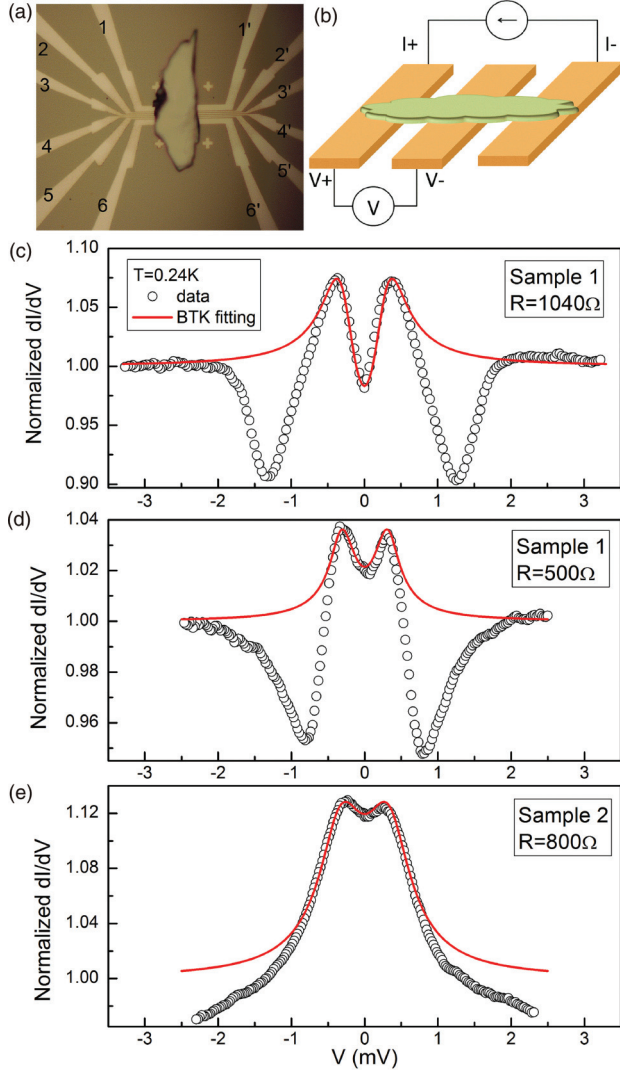 (a)
1
1'
2
2'
3
3'
4
4'
5
5'
6
6'
(b)
I+
I-
V+
V-
V
(c)
1.10
1.05
1.00
0.95
0.90
Normalized dI/dV
T=0.24K
data
BTK fitting
Sample 1
R=1040Ω
-3 -2 -1 0 1 2 3
(d)
1.04
1.02
1.00
0.98
0.96
Normalized dI/dV
Sample 1
R=500Ω
-3 -2 -1 0 1 2 3
(e)
1.12
1.08
1.04
1.00
Normalized dI/dV
Sample 2
R=800Ω
-3 -2 -1 0 1 2 3
V (mV)